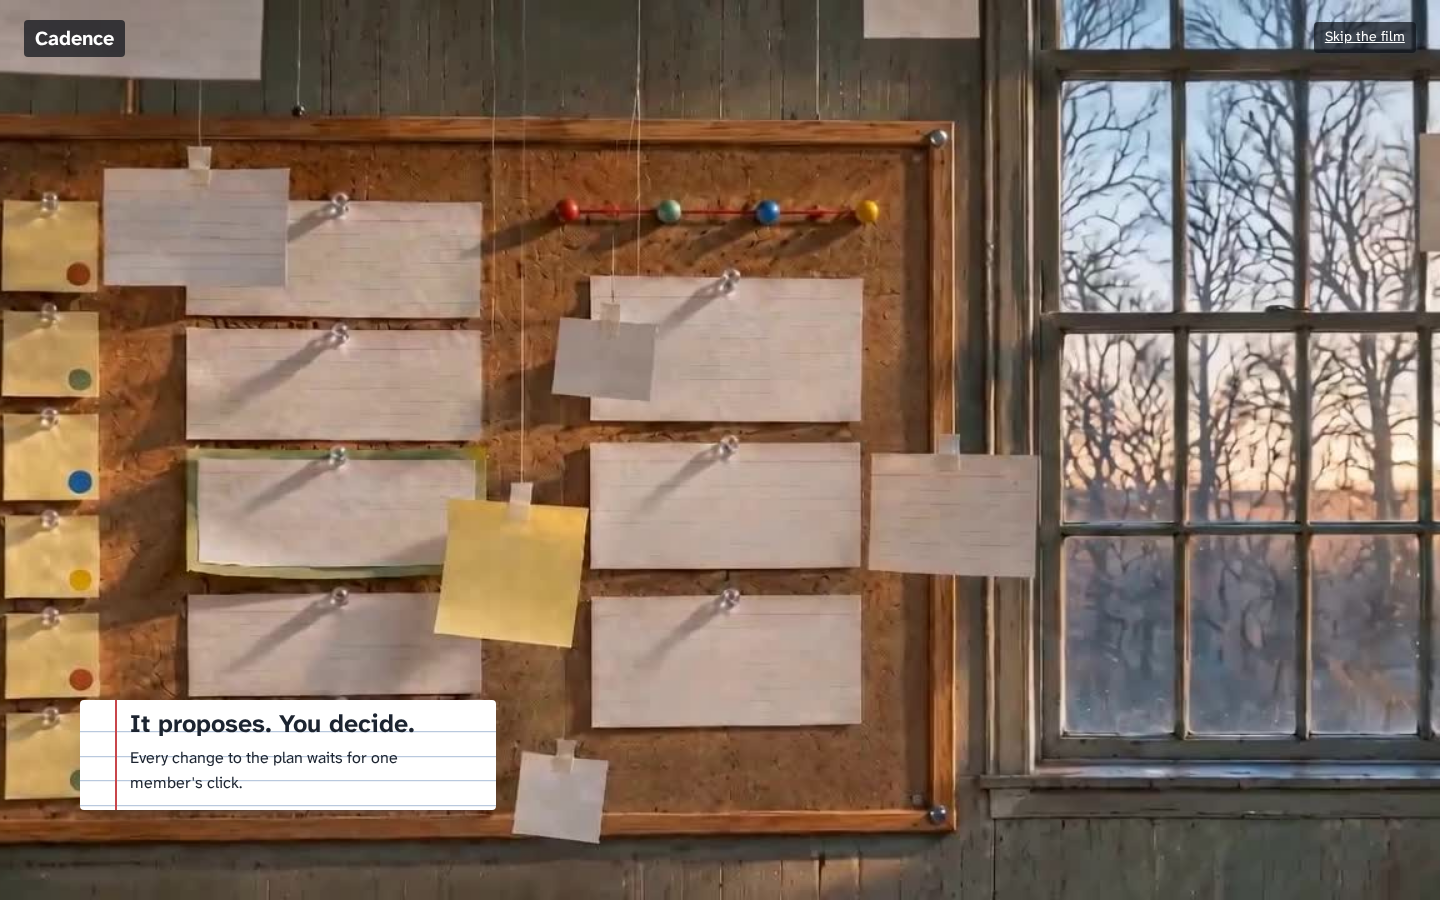 Cadence
Skip the film
It proposes. You decide.
Every change to the plan waits for one
member's click.